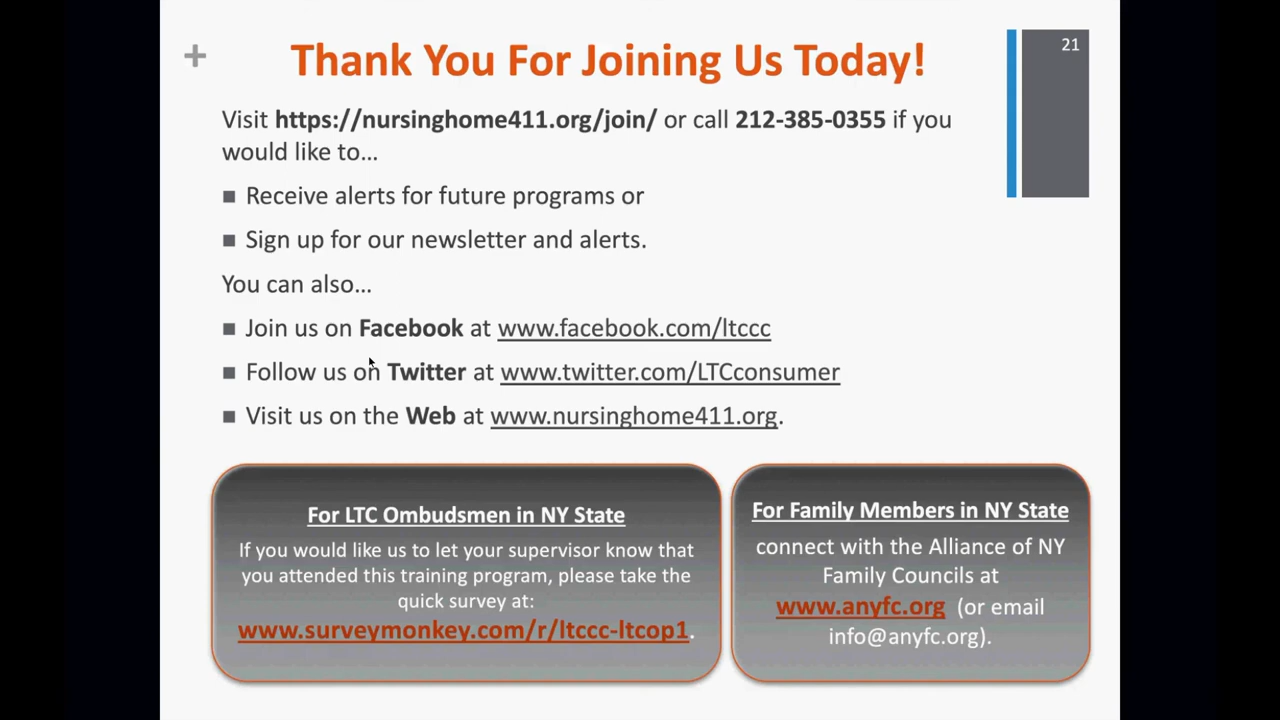 +
Thank You For Joining Us Today!
21
Visit https://nursinghome411.org/join/ or call 212-385-0355 if you
would like to…
■ Receive alerts for future programs or
■ Sign up for our newsletter and alerts.
You can also…
■ Join us on Facebook at www.facebook.com/ltccc
■ Follow us on Twitter at www.twitter.com/LTCconsumer
■ Visit us on the Web at www.nursinghome411.org.
For LTC Ombudsmen in NY State
If you would like us to let your supervisor know that
you attended this training program, please take the
quick survey at:
www.surveymonkey.com/r/ltccc-ltcop1.
For Family Members in NY State
connect with the Alliance of NY
Family Councils at
www.anyfc.org (or email
info@anyfc.org).